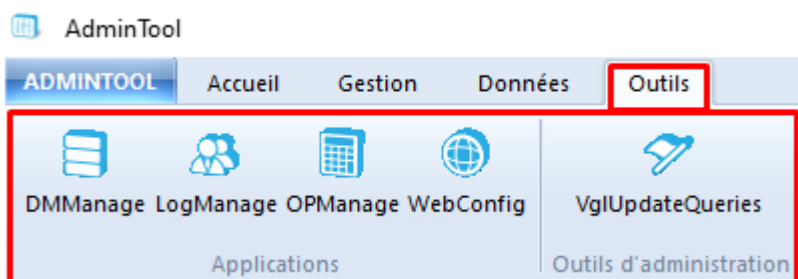 AdminTool
ADMINTOOL Accueil Gestion Données Outils
DMManage LogManage OPManage WebConfig VglUpdateQueries
Applications Outils d'administration